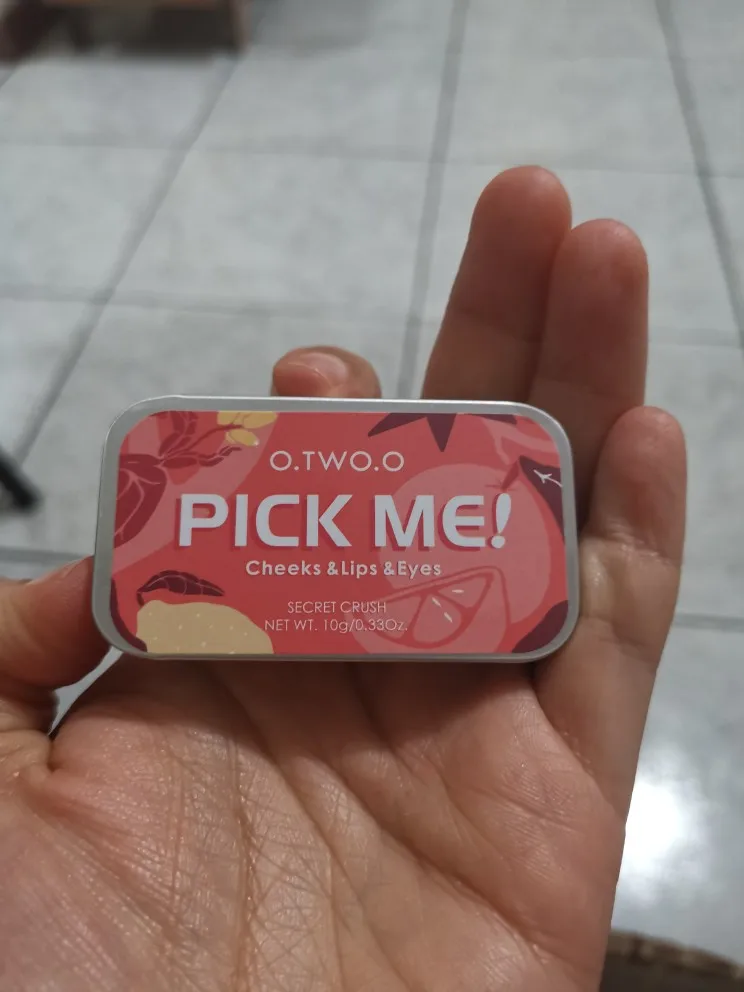 O.TWO.O
PICK ME!
Cheeks &Lips &Eyes
SECRET CRUSH
NET WT. 10g/0.33Oz.